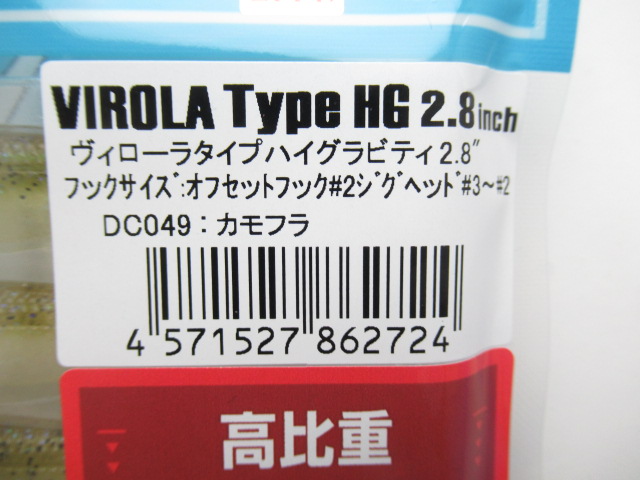 VIROLA Type HG 2.8inch
ヴィローラタイプハイグラビティ2.8"
フックサイズ:オフセットフック#2ジグヘッド#3～#2
DC049：カモフラ
4 571527 862724
高比重